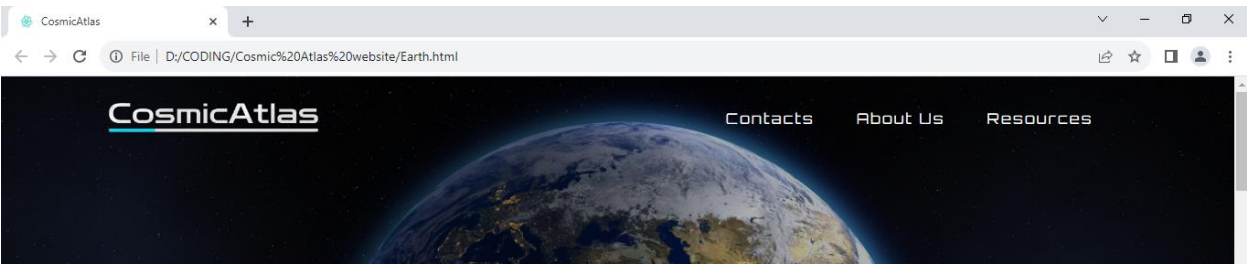 CosmicAtlas
File | D:/CODING/Cosmic%20Atlas%20website/Earth.html
CosmicAtlas Contacts About Us Resources